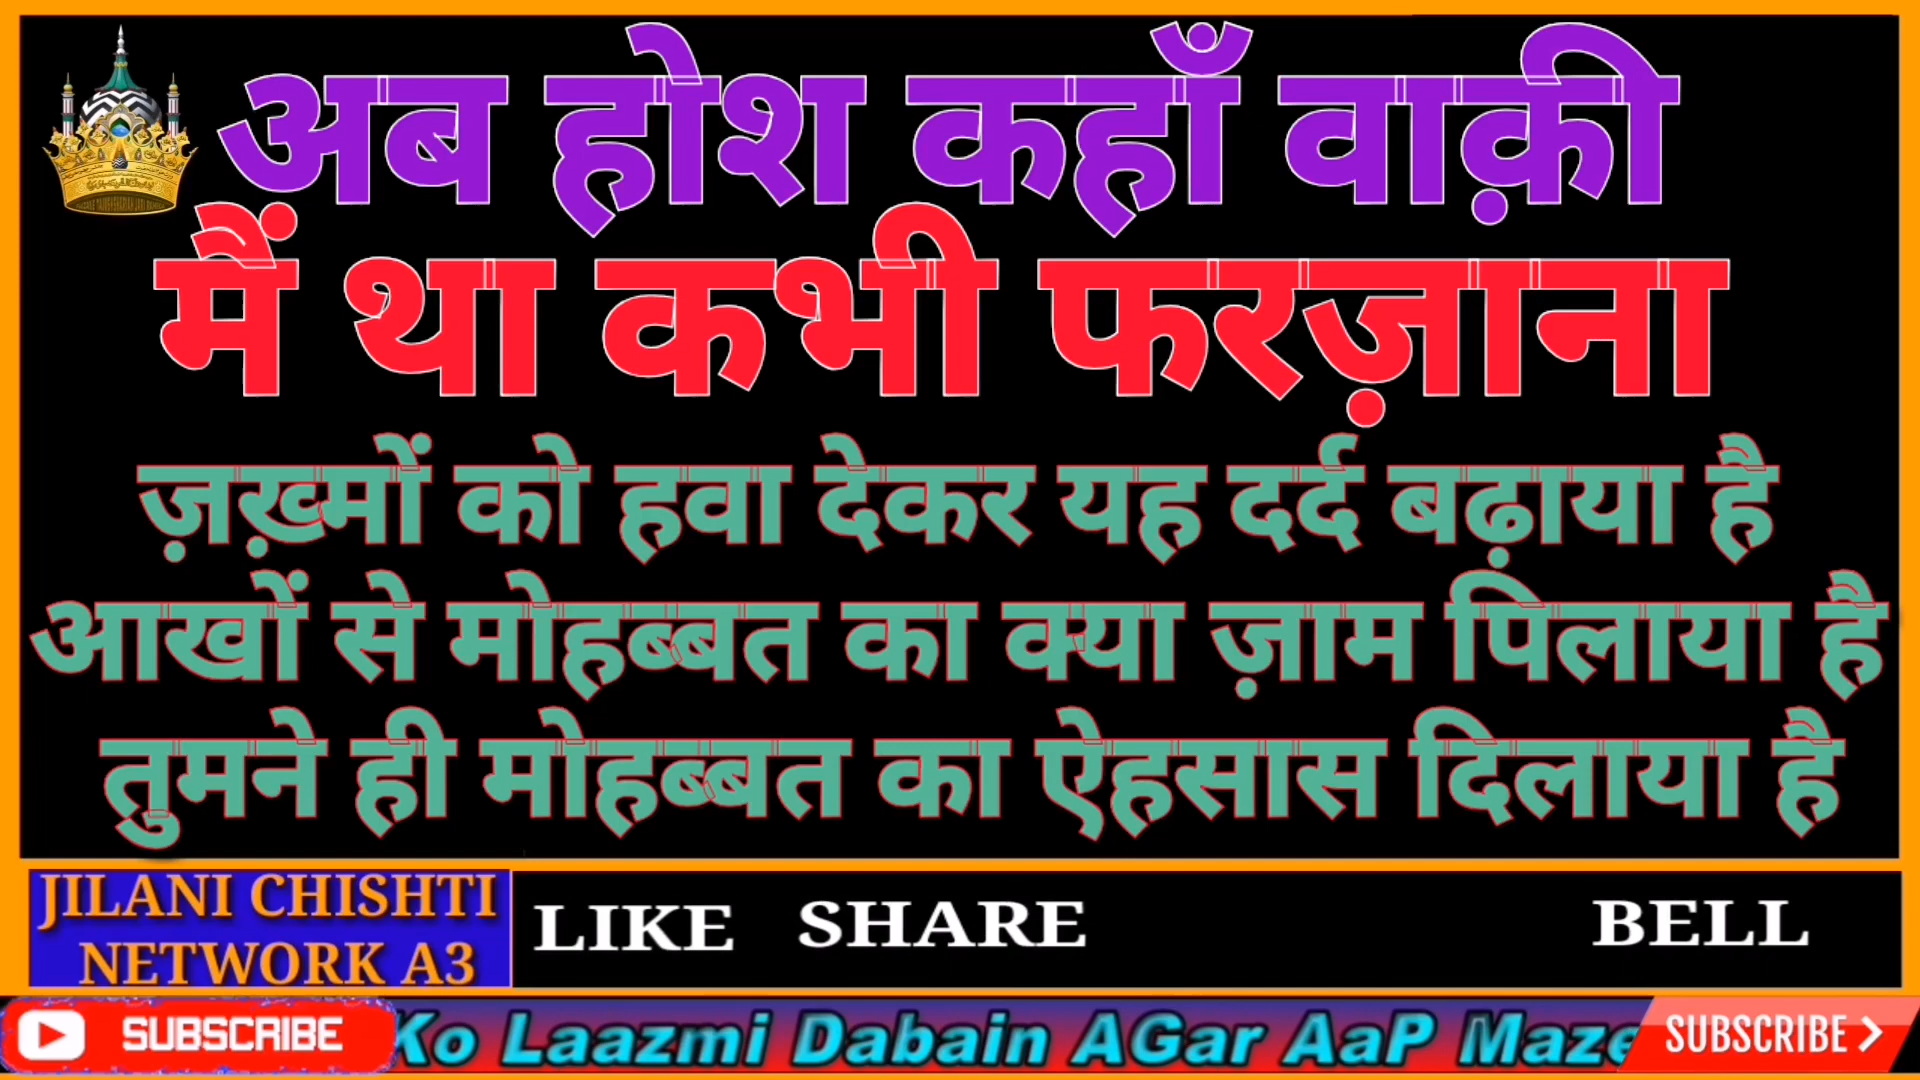 अब होश कहाँ वाक़ी
मैं था कभी फरज़ाना
ज़ख़्मों को हवा देकर यह दर्द बढ़ाया है
आखों से मोहब्बत का क्या ज़ाम पिलाया है
तुमने ही मोहब्बत का ऐहसास दिलाया है
JILANI CHISHTI
NETWORK A3
LIKE SHARE BELL
SUBSCRIBE Ko Laazmi Dabain AGar AaP Maze SUBSCRIBE